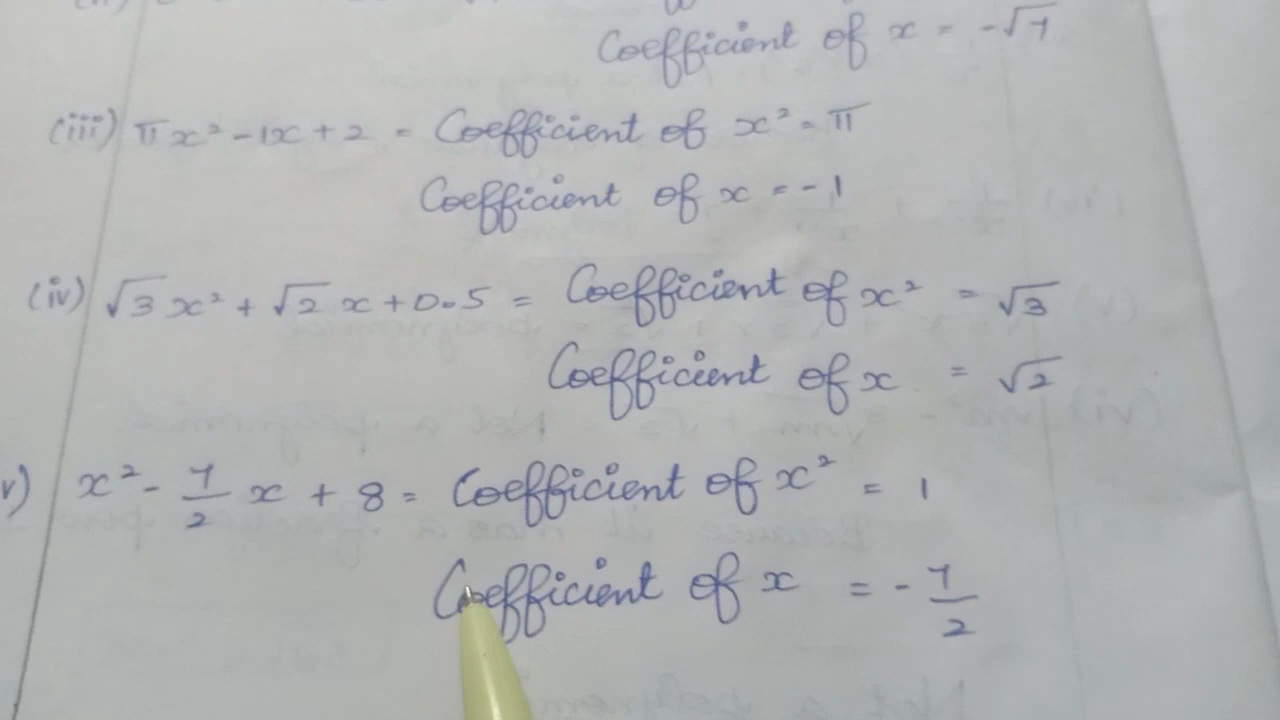 Coefficient of x = -√7
(iii) πx² - 1x + 2 = Coefficient of x² = π
Coefficient of x = -1
(iv) √3 x² + √2 x + 0.5 = Coefficient of x² = √3
Coefficient of x = √2
v) x² - 7/2 x + 8 = Coefficient of x² = 1
Coefficient of x = -7/2